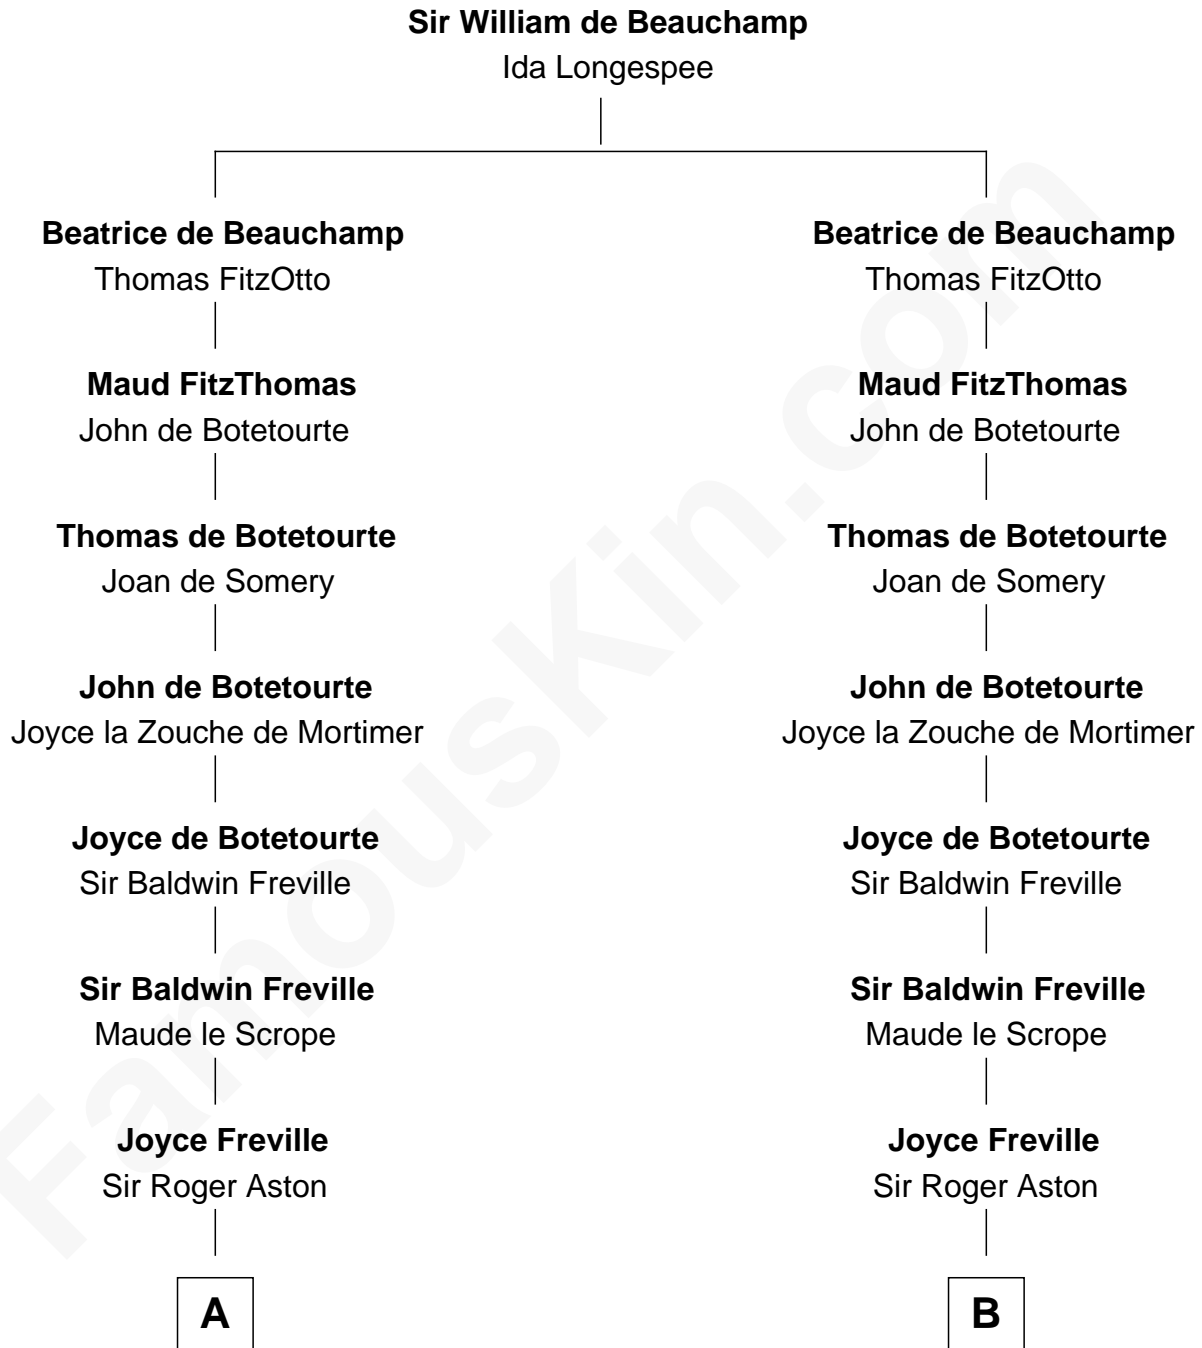 Sir William de Beauchamp
Ida Longespee
Beatrice de Beauchamp
Thomas FitzOtto
Maud FitzThomas
John de Botetourte
Thomas de Botetourte
Joan de Somery
John de Botetourte
Joyce la Zouche de Mortimer
Joyce de Botetourte
Sir Baldwin Freville
Sir Baldwin Freville
Maude le Scrope
Joyce Freville
Sir Roger Aston
A
Beatrice de Beauchamp
Thomas FitzOtto
Maud FitzThomas
John de Botetourte
Thomas de Botetourte
Joan de Somery
John de Botetourte
Joyce la Zouche de Mortimer
Joyce de Botetourte
Sir Baldwin Freville
Sir Baldwin Freville
Maude le Scrope
Joyce Freville
Sir Roger Aston
B
FamousKin.com